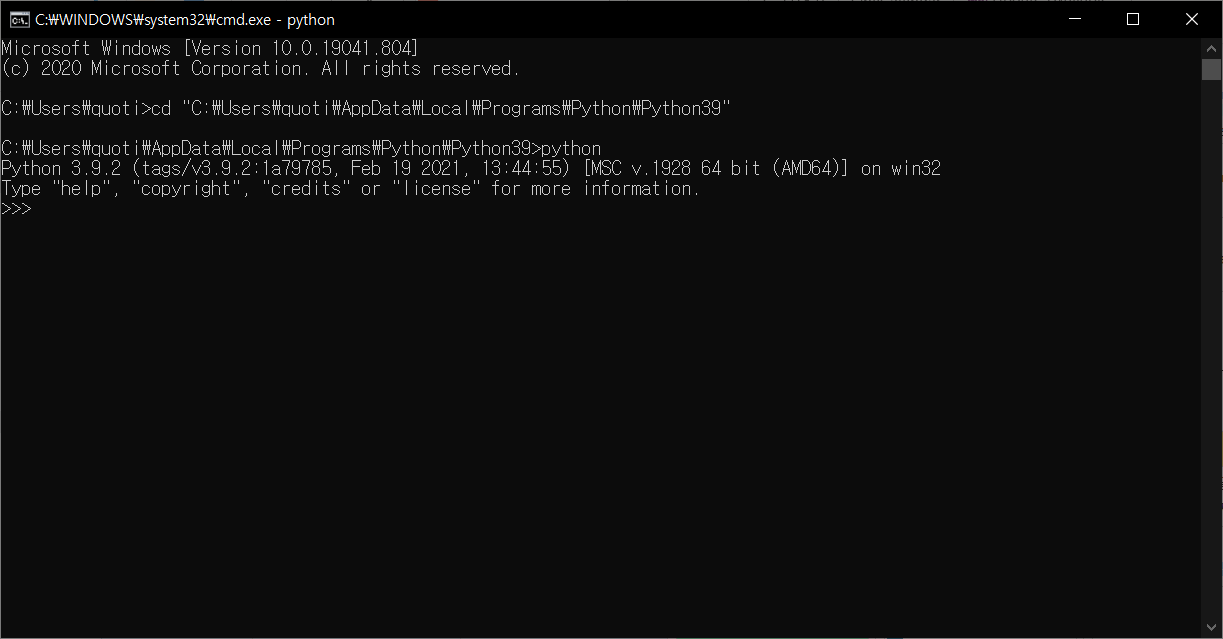 C:₩WINDOWS₩system32₩cmd.exe - python
Microsoft Windows [Version 10.0.19041.804]
(c) 2020 Microsoft Corporation. All rights reserved.
C:₩Users₩quoti>cd "C:₩Users₩quoti₩AppData₩Local₩Programs₩Python₩Python39"
C:₩Users₩quoti₩AppData₩Local₩Programs₩Python₩Python39>python
Python 3.9.2 (tags/v3.9.2:1a79785, Feb 19 2021, 13:44:55) [MSC v.1928 64 bit (AMD64)] on win32
Type "help", "copyright", "credits" or "license" for more information.
>>>